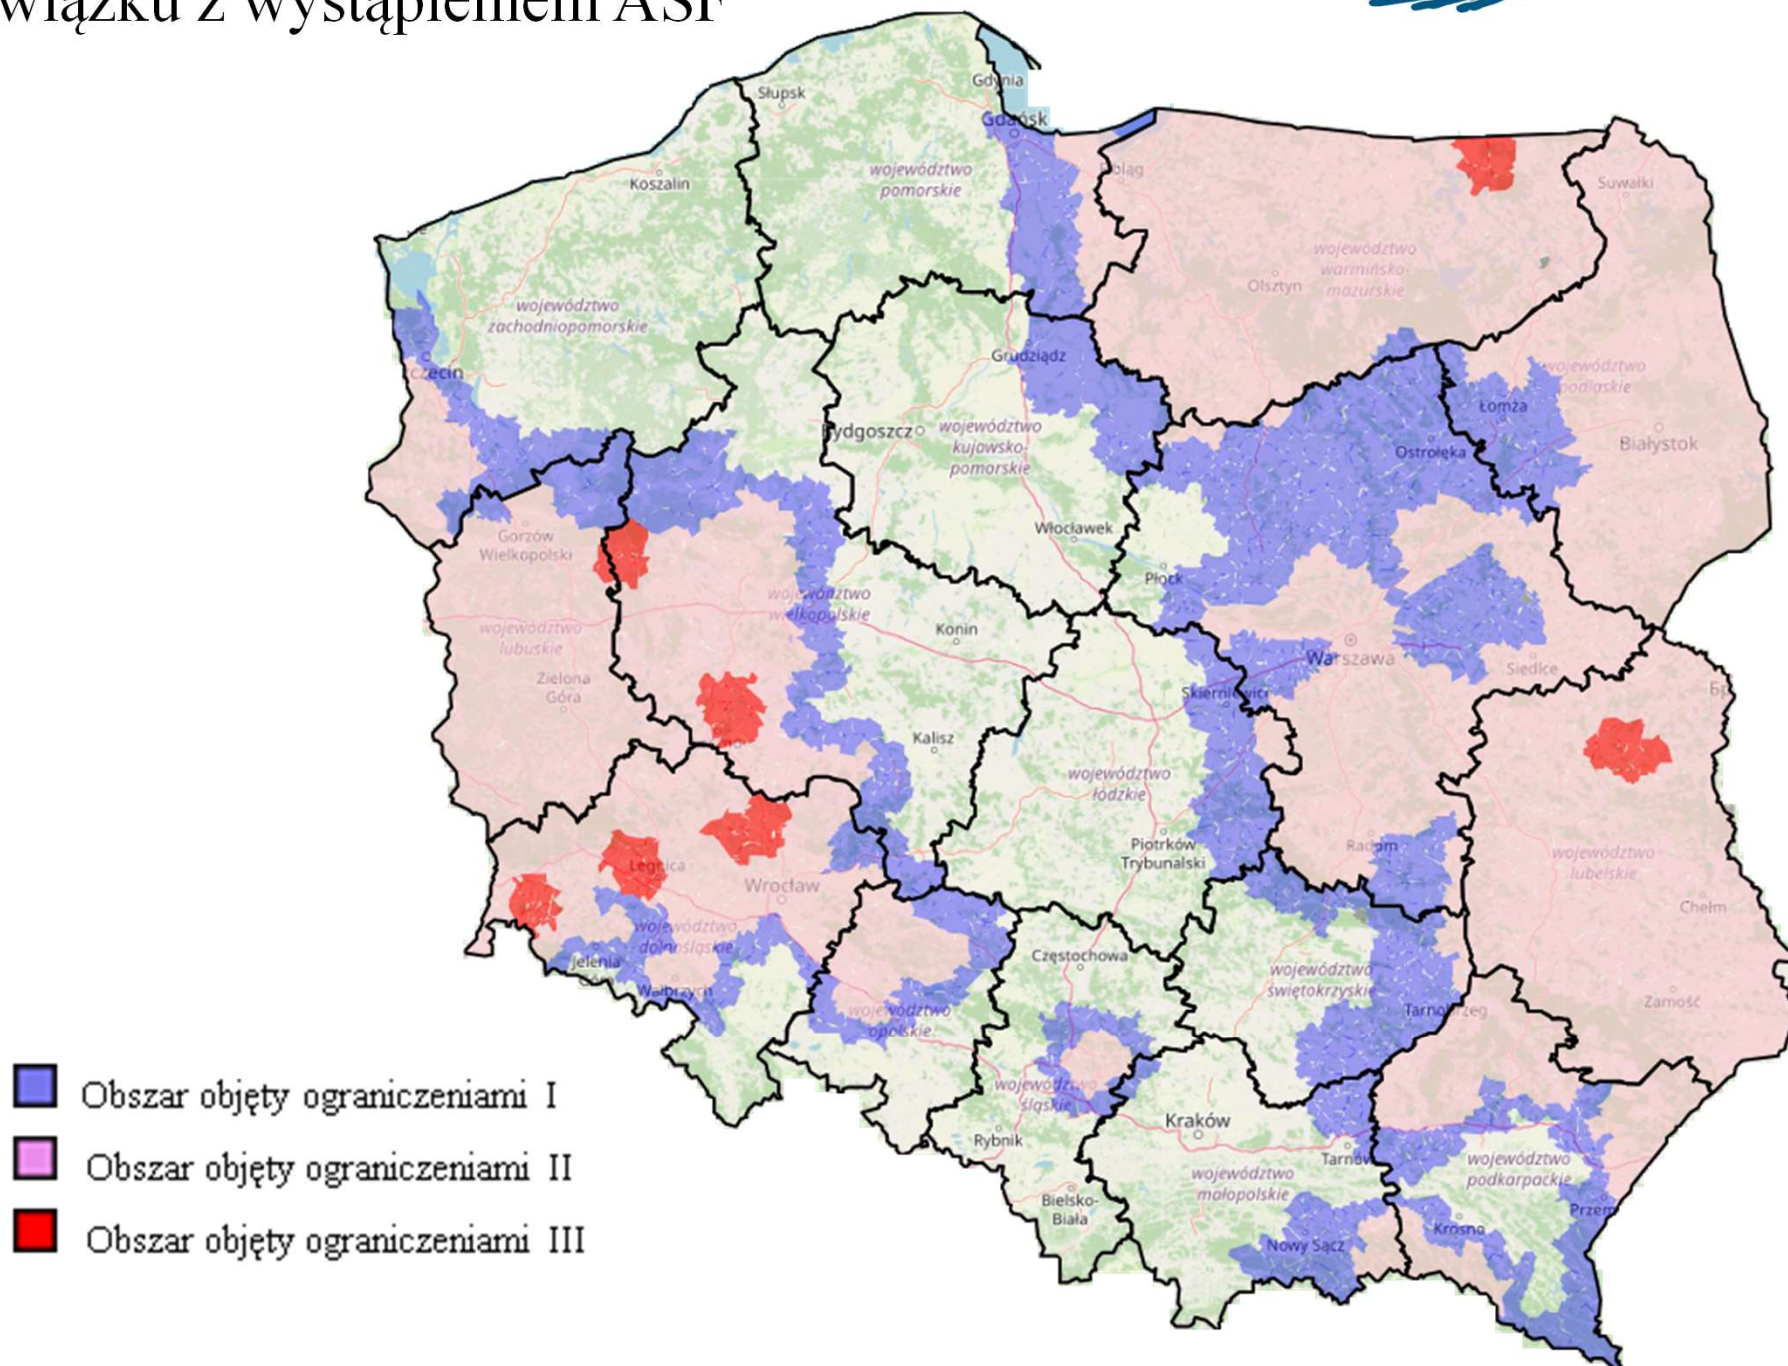 wiązku z wystąpieniem ASF
Gdynia
Słupsk
Gdańsk
województwo
pomorskie
Koszalin
Suwałki
województwo
warmińsko-
mazurskie
Olsztyn
województwo
zachodniopomorskie
Grudziądz
województwo
podlaskie
Łomża
Bydgoszcz
województwo
kujawsko-
pomorskie
Ostrołęka
Białystok
Włocławek
Gorzów
Wielkopolski
Płock
województwo
wielkopolskie
województwo
lubuskie
Konin
Warszawa
Siedlce
Zielona
Góra
Skierniewice
Kalisz
województwo
łódzkie
Piotrków
Trybunalski
Radom
województwo
lubelskie
Legnica
Wrocław
Chełm
województwo
dolnośląskie
Częstochowa
Jelenia
Góra
województwo
świętokrzyskie
Wałbrzych
Zamość
województwo
opolskie
Tarnobrzeg
województwo
śląskie
Kraków
Rybnik
Tarnów
województwo
małopolskie
województwo
podkarpackie
Bielsko-
Biała
Krosno
Przem
Nowy Sącz
Obszar objęty ograniczeniami I
Obszar objęty ograniczeniami II
Obszar objęty ograniczeniami III